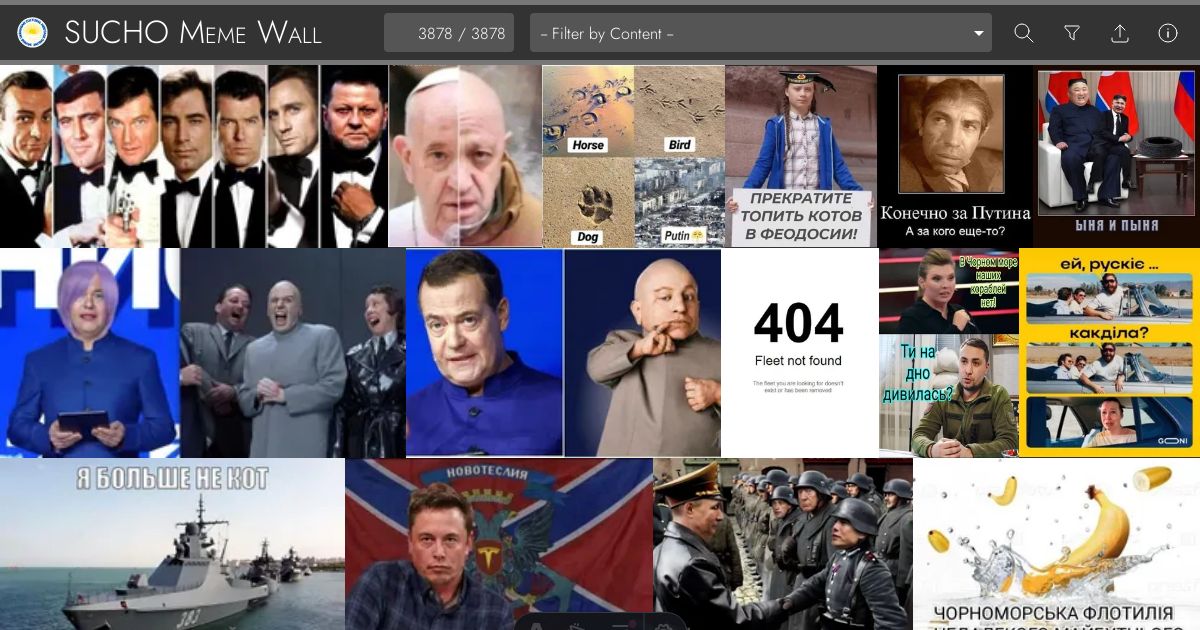 SUCHO Meme Wall
3878 / 3878
– Filter by Content –
Horse
Bird
Dog
Putin
ПРЕКРАТИТЕ
ТОПИТЬ КОТОВ
В ФЕОДОСИИ!
Конечно за Путина
А за кого еще-то?
ЫНЯ И ПЫНЯ
404
Fleet not found
The fleet you are looking for doesn't
exist or has been removed
В Чорном море
наших
кораблей
нет!
Ти на
дно
дивилась?
ей, рускіє ...
какділа?
Я БОЛЬШЕ НЕ КОТ
383
НОВОТЕСЛИЯ
ЧОРНОМОРСЬКА ФЛОТИЛІЯ